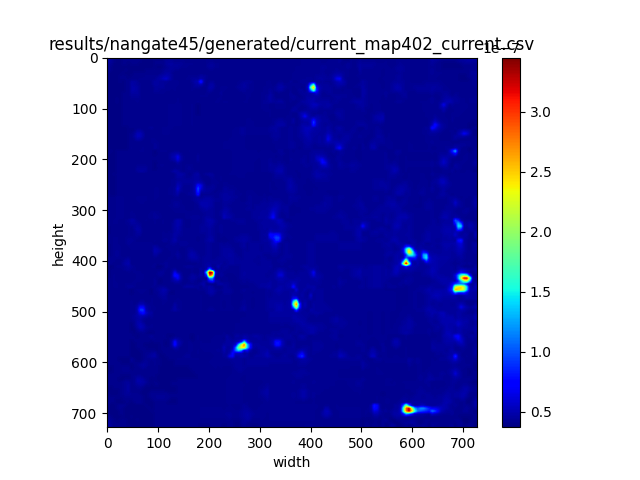 results/nangate45/generated/current_map402_current.csv
1e−7
0
100
200
300
400
500
600
700
height
0 100 200 300 400 500 600 700
width
3.0
2.5
2.0
1.5
1.0
0.5